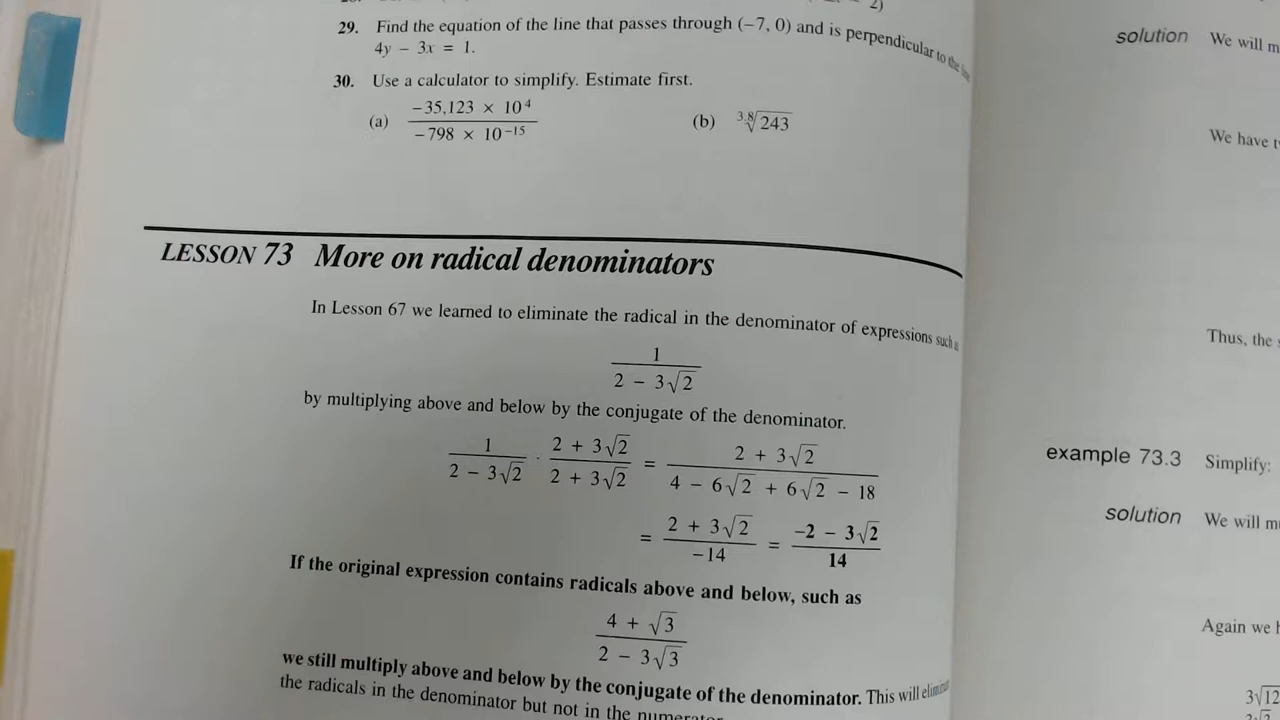 2)
29. Find the equation of the line that passes through (−7, 0) and is perpendicular to the line
4y − 3x = 1.
30. Use a calculator to simplify. Estimate first.
(a) −35,123 × 10⁴ / −798 × 10⁻¹⁵ (b) ³·⁸√243
LESSON 73 More on radical denominators
In Lesson 67 we learned to eliminate the radical in the denominator of expressions such as
1 / 2 − 3√2
by multiplying above and below by the conjugate of the denominator.
1 / 2 − 3√2 · 2 + 3√2 / 2 + 3√2 = 2 + 3√2 / 4 − 6√2 + 6√2 − 18
= 2 + 3√2 / −14 = −2 − 3√2 / 14
If the original expression contains radicals above and below, such as
4 + √3 / 2 − 3√3
we still multiply above and below by the conjugate of the denominator. This will eliminate
the radicals in the denominator but not in the numerator
solution We will
We have
Thus, the
example 73.3 Simplify:
solution We will
Again we
3√12